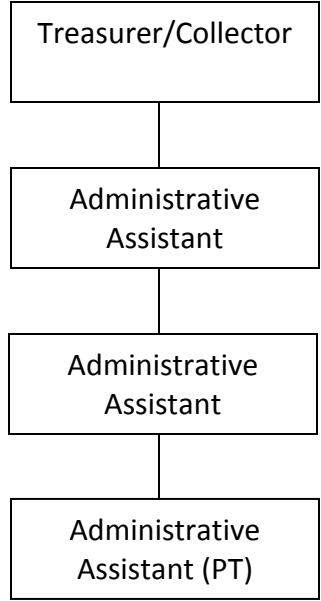 Treasurer/Collector
Administrative
Assistant
Administrative
Assistant
Administrative
Assistant (PT)